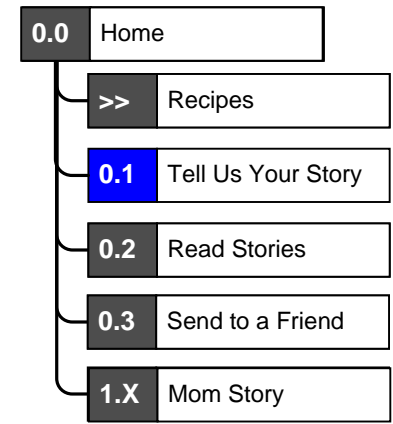 0.0 Home
>> Recipes
0.1 Tell Us Your Story
0.2 Read Stories
0.3 Send to a Friend
1.X Mom Story